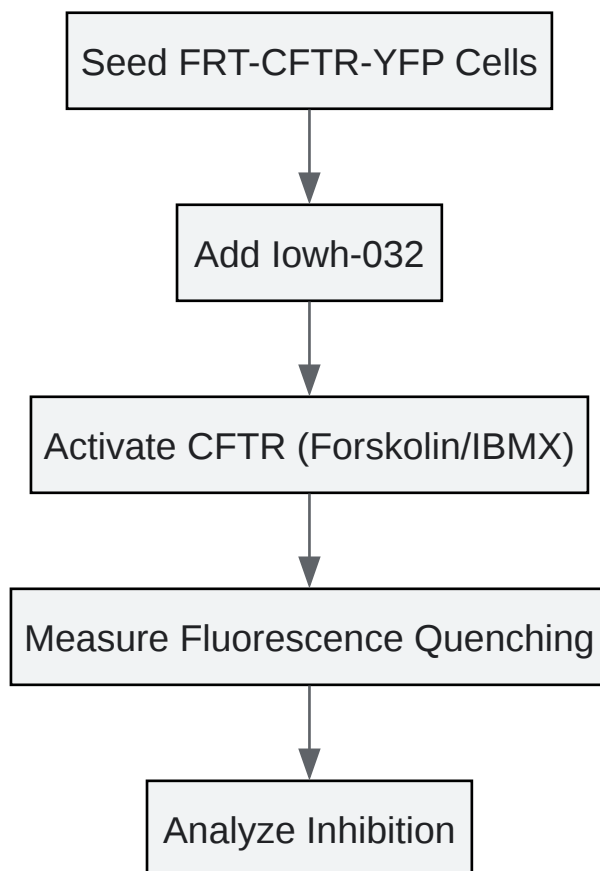 Seed FRT-CFTR-YFP Cells
Add Iowh-032
Activate CFTR (Forskolin/IBMX)
Measure Fluorescence Quenching
Analyze Inhibition